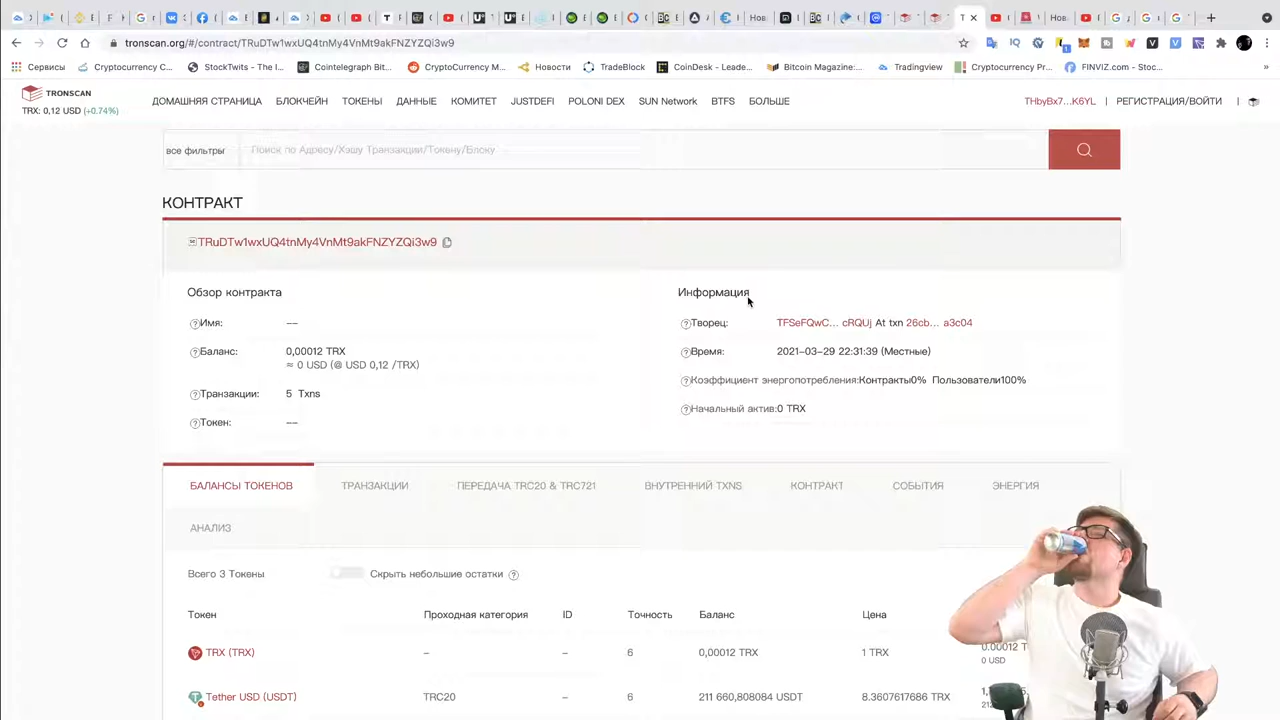 tronscan.org/#/contract/TRuDTw1wxUQ4tnMy4VnMt9akFNZYZQi3w9
Сервисы Cryptocurrency C... StockTwits - The I... Cointelegraph Bit... CryptoCurrency M... Новости TradeBlock CoinDesk - Leade... Bitcoin Magazine:... Tradingview Cryptocurrency Pr... FINVIZ.com - Stoc...
TRONSCAN
TRX: 0,12 USD (+0.74%)
ДОМАШНЯЯ СТРАНИЦА БЛОКЧЕЙН ТОКЕНЫ ДАННЫЕ КОМИТЕТ JUSTDEFI POLONI DEX SUN Network BTFS БОЛЬШЕ THbyBx7...K6YL | РЕГИСТРАЦИЯ/ВОЙТИ
все фильтры Поиск по Адресу/Хэшу Транзакции/Токену/Блоку
КОНТРАКТ
TRuDTw1wxUQ4tnMy4VnMt9akFNZYZQi3w9
Обзор контракта
Имя: --
Баланс: 0,00012 TRX
≈ 0 USD (@ USD 0,12 /TRX)
Транзакции: 5 Txns
Токен: --
Информация
Творец: TFSeFQwC... cRQUj At txn 26cb... a3c04
Время: 2021-03-29 22:31:39 (Местные)
Коэффициент энергопотребления:Контракты0% Пользователи100%
Начальный актив:0 TRX
БАЛАНСЫ ТОКЕНОВ ТРАНЗАКЦИИ ПЕРЕДАЧА TRC20 & TRC721 ВНУТРЕННИЙ TXNS КОНТРАКТ СОБЫТИЯ ЭНЕРГИЯ
АНАЛИЗ
Всего 3 Токены Скрыть небольшие остатки
Токен Проходная категория ID Точность Баланс Цена
TRX (TRX) – – 6 0,00012 TRX 1 TRX 0.00012 T
0 USD
Tether USD (USDT) TRC20 – 6 211 660,808084 USDT 8.3607617686 TRX